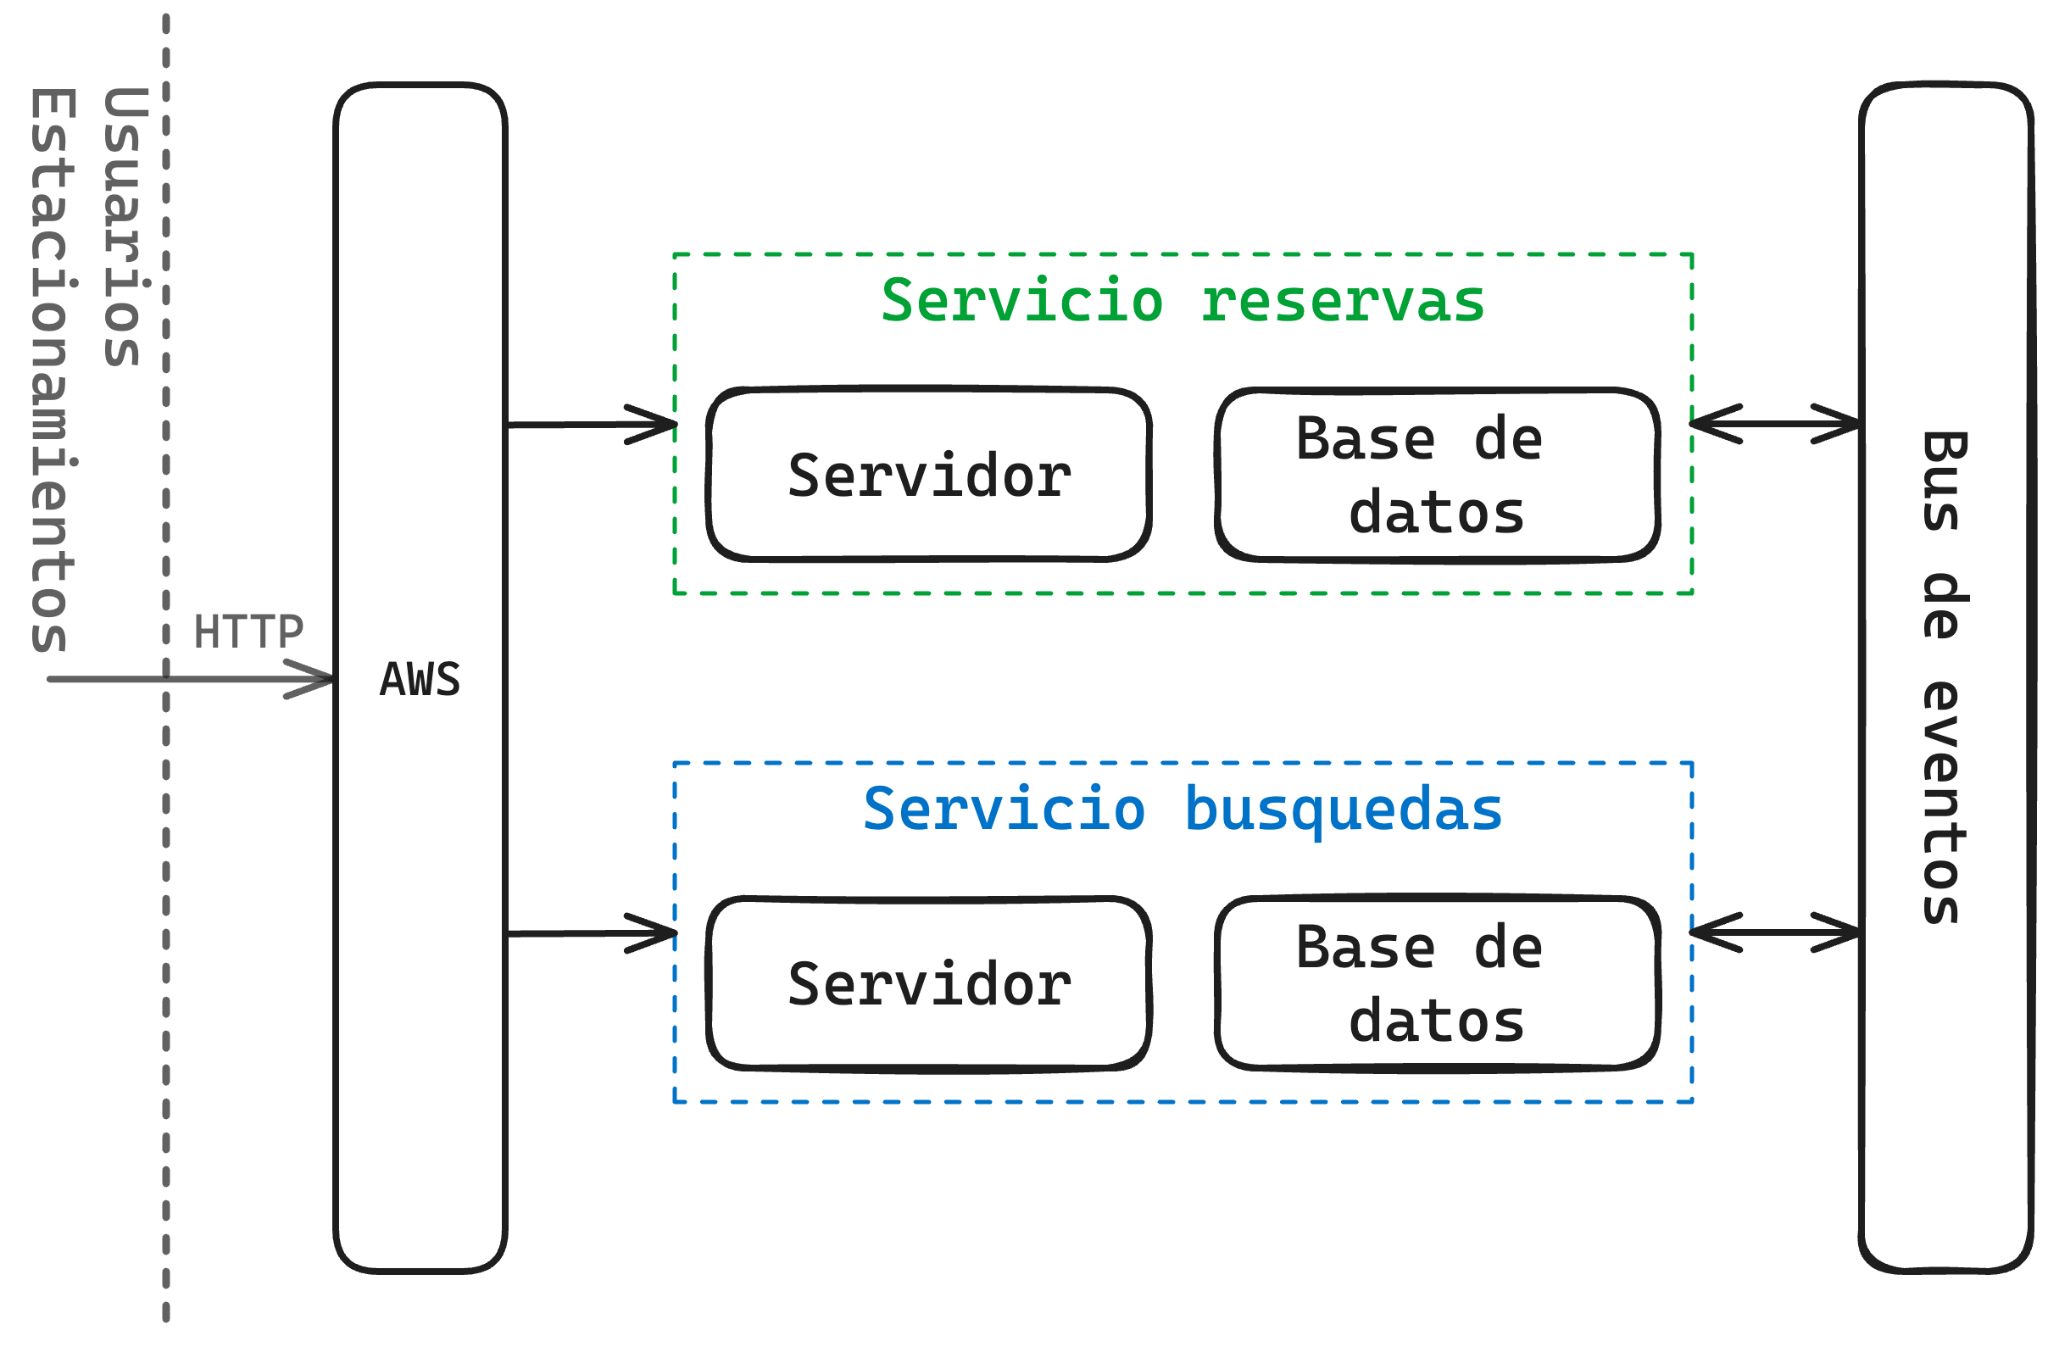 Usuarios
Estacionamientos
HTTP
AWS
Servicio reservas
Servidor
Base de
datos
Servicio busquedas
Servidor
Base de
datos
Bus de eventos